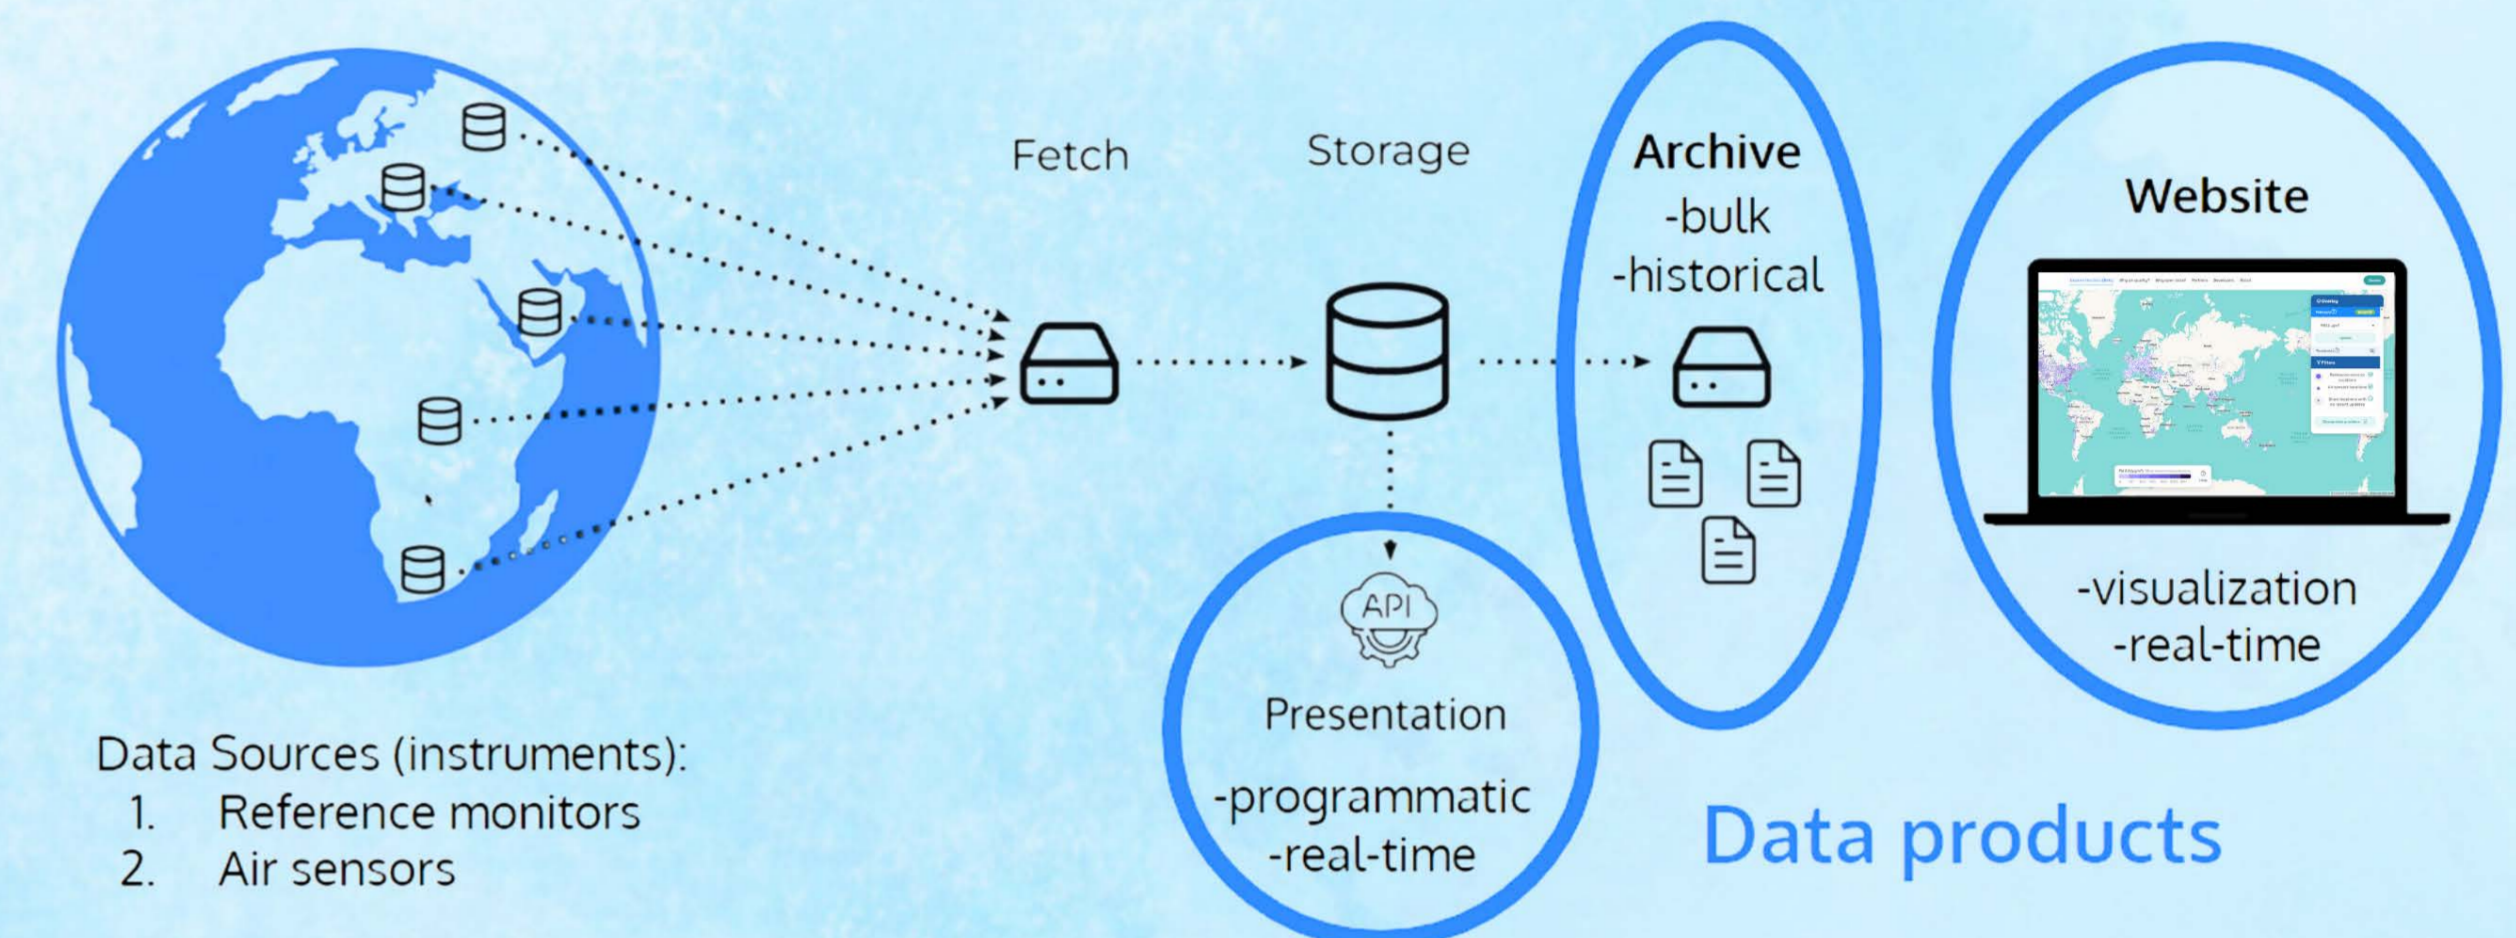 Fetch
Storage
Archive
-bulk
-historical
Website
-visualization
-real-time
API
Presentation
-programmatic
-real-time
Data Sources (instruments):
1. Reference monitors
2. Air sensors
Data products